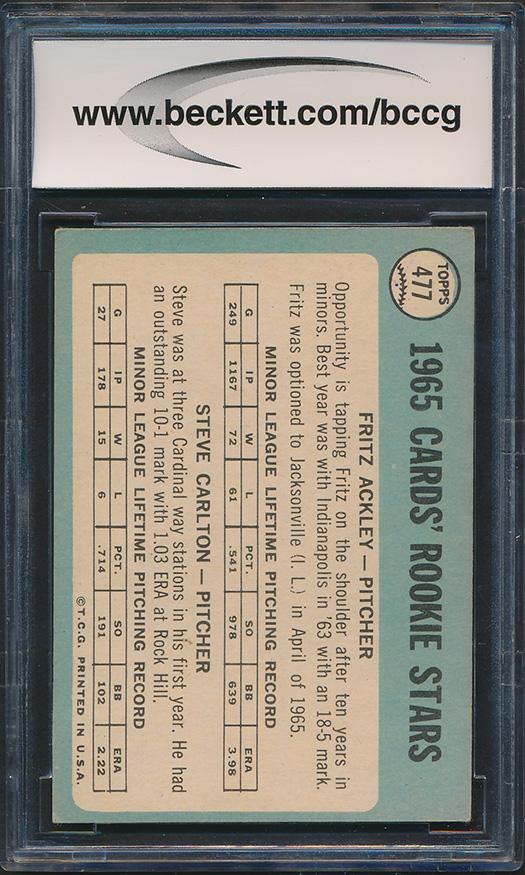 www.beckett.com/bccg
TOPPS
477
1965 CARDS' ROOKIE STARS
FRITZ ACKLEY — PITCHER
Opportunity is tapping Fritz on the shoulder after ten years in
minors. Best year was with Indianapolis in '63 with an 18-5 mark.
Fritz was optioned to Jacksonville (I. L.) in April of 1965.
MINOR LEAGUE LIFETIME PITCHING RECORD
G IP W L PCT. SO BB ERA
249 1167 72 61 .541 978 639 3.98
STEVE CARLTON — PITCHER
Steve was at three Cardinal way stations in his first year. He had
an outstanding 10-1 mark with 1.03 ERA at Rock Hill.
MINOR LEAGUE LIFETIME PITCHING RECORD
G IP W L PCT. SO BB ERA
27 178 15 6 .714 191 102 2.22
© T.C.G. PRINTED IN U.S.A.